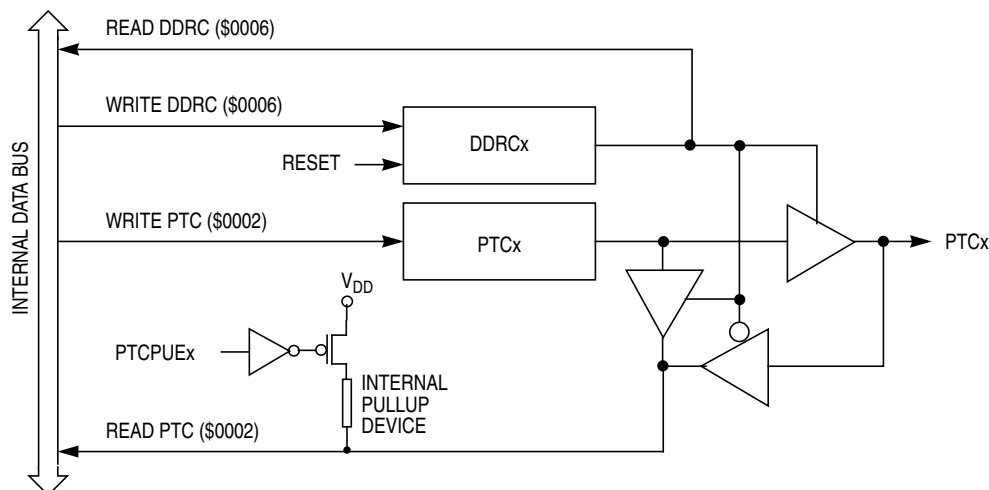 READ DDRC ($0006)
WRITE DDRC ($0006)
DDRCx
RESET
INTERNAL DATA BUS
WRITE PTC ($0002)
PTCx
PTCx
VDD
PTCPUEx
INTERNAL
PULLUP
DEVICE
READ PTC ($0002)